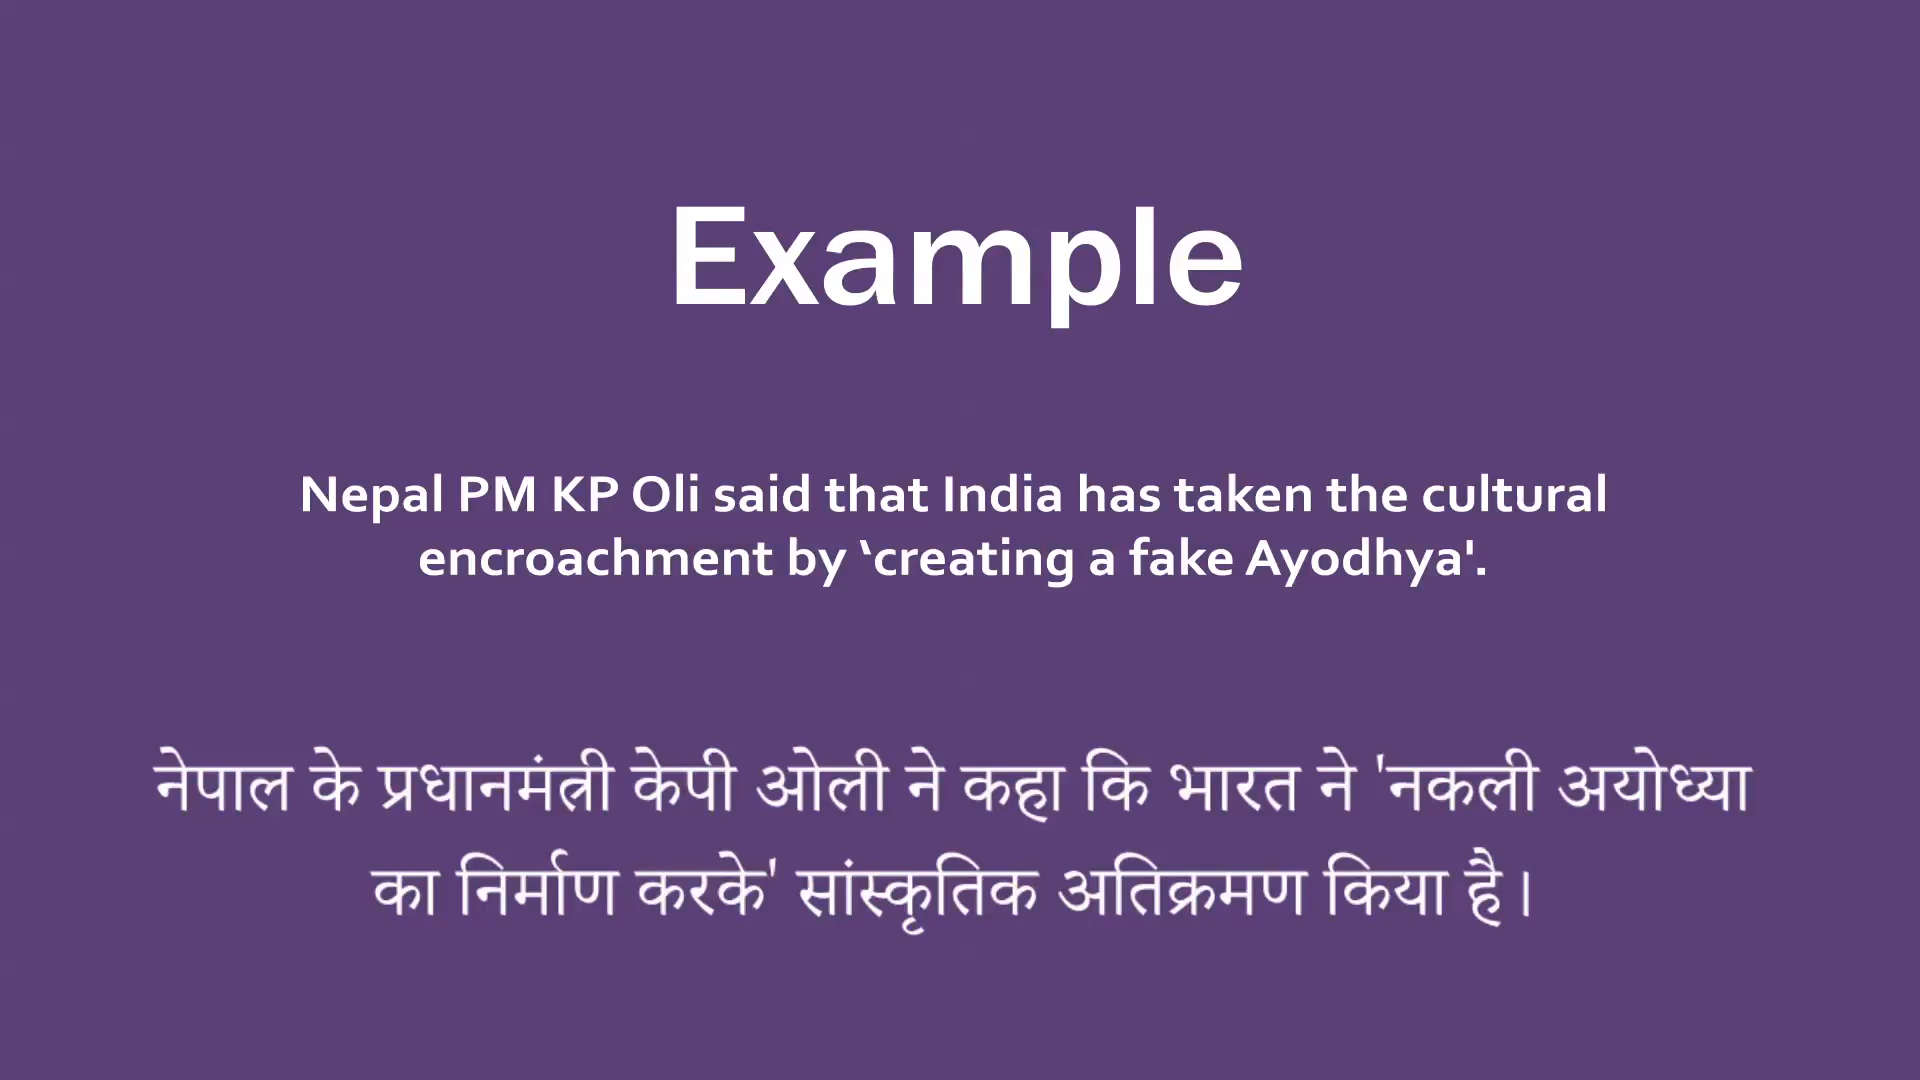 Example
Nepal PM KP Oli said that India has taken the cultural
encroachment by ‘creating a fake Ayodhya'.
नेपाल के प्रधानमंत्री केपी ओली ने कहा कि भारत ने 'नकली अयोध्या
का निर्माण करके' सांस्कृतिक अतिक्रमण किया है।